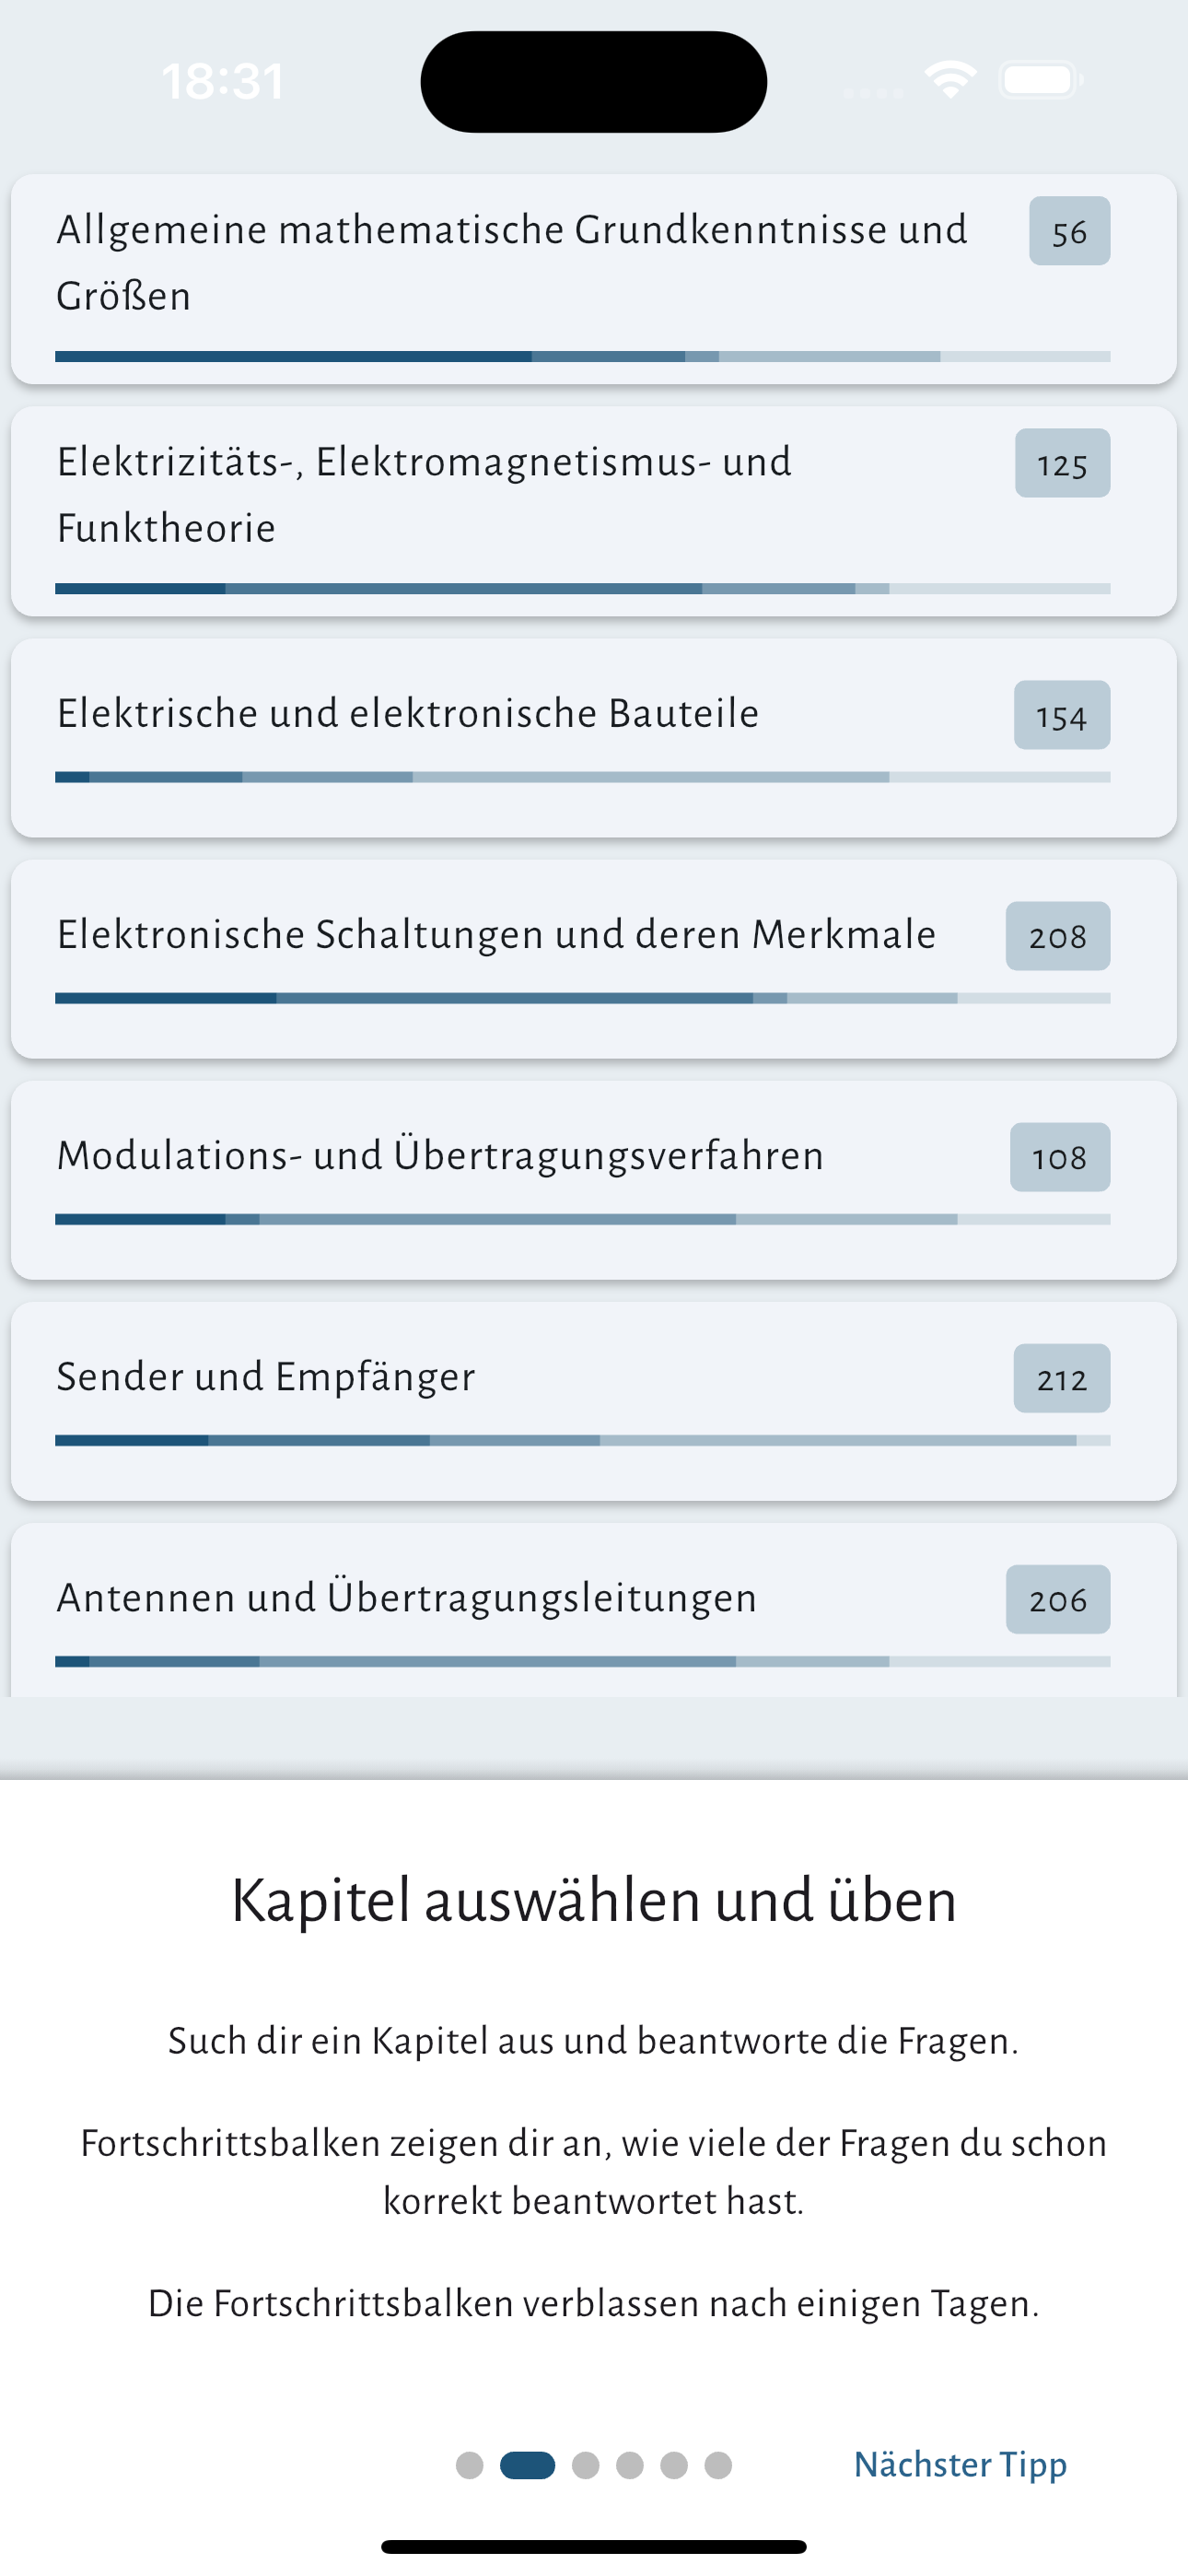 18:31
Allgemeine mathematische Grundkenntnisse und
Größen
56
Elektrizitäts-, Elektromagnetismus- und
Funktheorie
125
Elektrische und elektronische Bauteile
154
Elektronische Schaltungen und deren Merkmale
208
Modulations- und Übertragungsverfahren
108
Sender und Empfänger
212
Antennen und Übertragungsleitungen
206
Kapitel auswählen und üben
Such dir ein Kapitel aus und beantworte die Fragen.
Fortschrittsbalken zeigen dir an, wie viele der Fragen du schon
korrekt beantwortet hast.
Die Fortschrittsbalken verblassen nach einigen Tagen.
Nächster Tipp